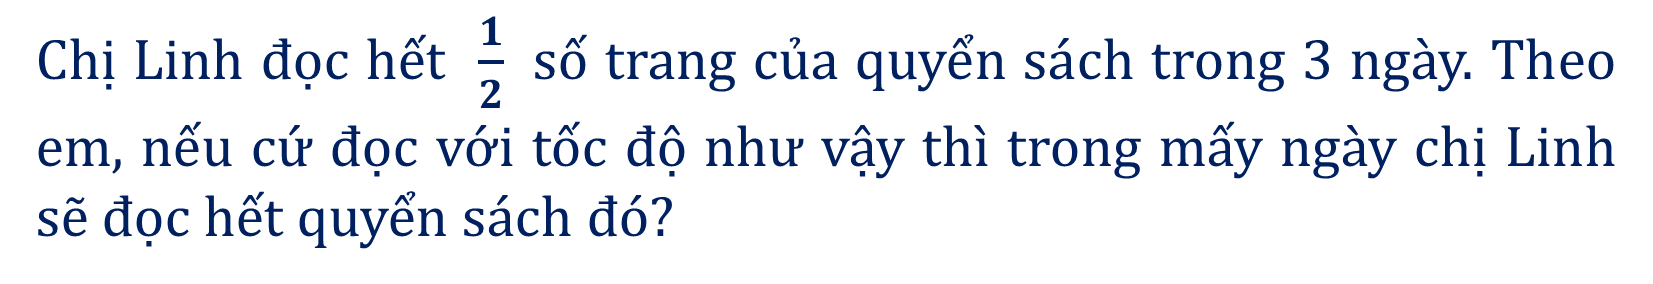 Chị Linh đọc hết 1/2 số trang của quyển sách trong 3 ngày. Theo
em, nếu cứ đọc với tốc độ như vậy thì trong mấy ngày chị Linh
sẽ đọc hết quyển sách đó?